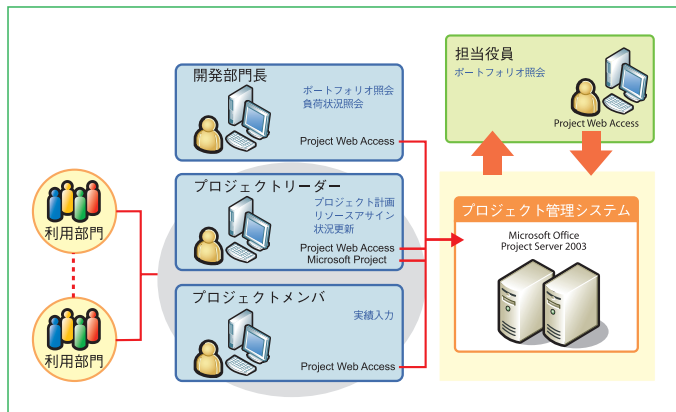 開発部門長
ポートフォリオ照会
負荷状況照会
Project Web Access
担当役員
ポートフォリオ照会
Project Web Access
プロジェクトリーダー
プロジェクト計画
リソースアサイン
状況更新
Project Web Access
Microsoft Project
利用部門
利用部門
プロジェクトメンバ
実績入力
Project Web Access
プロジェクト管理システム
Microsoft Office
Project Server 2003